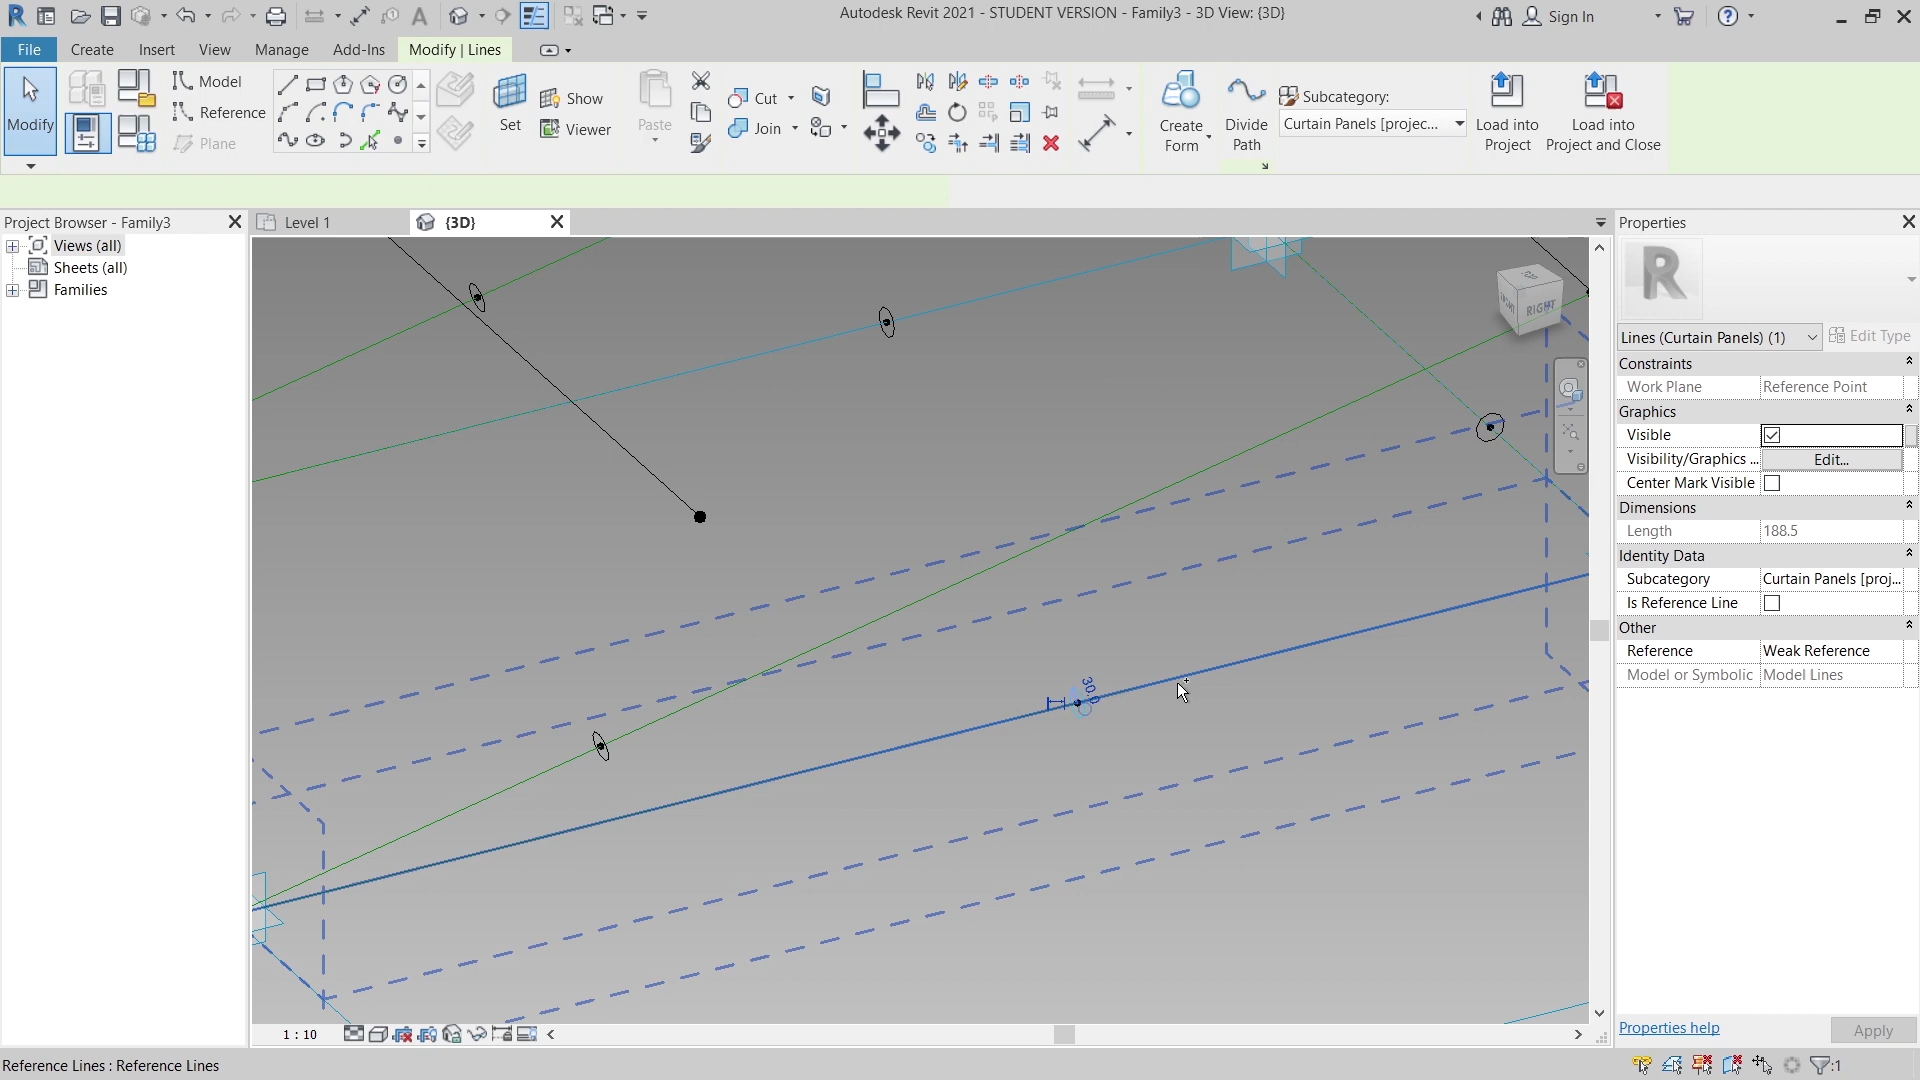 Autodesk Revit 2021 - STUDENT VERSION - Family3 - 3D View: {3D}
Sign In
File
Create
Insert
View
Manage
Add-Ins
Modify | Lines
Modify
Model
Reference
Plane
Set
Show
Viewer
Paste
Cut
Join
Create
Form
Divide
Path
Subcategory:
Curtain Panels [projec...
Load into
Project
Load into
Project and Close
Project Browser - Family3
Views (all)
Sheets (all)
Families
Level 1
{3D}
TOP
RIGHT
30.0
Properties
Lines (Curtain Panels) (1)
Edit Type
Constraints
Work Plane
Reference Point
Graphics
Visible
Visibility/Graphics ...
Edit...
Center Mark Visible
Dimensions
Length
188.5
Identity Data
Subcategory
Curtain Panels [proj...
Is Reference Line
Other
Reference
Weak Reference
Model or Symbolic
Model Lines
Properties help
Apply
1 : 10
Reference Lines : Reference Lines
:1